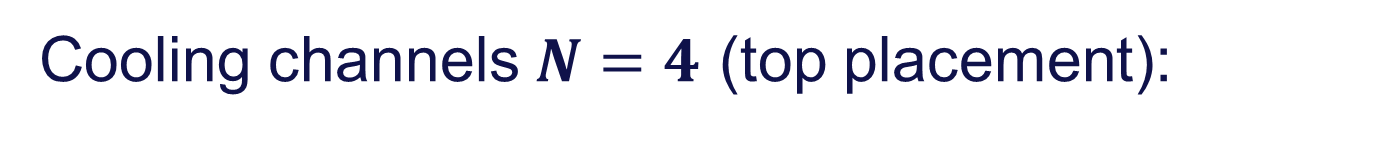 Cooling channels N = 4 (top placement):